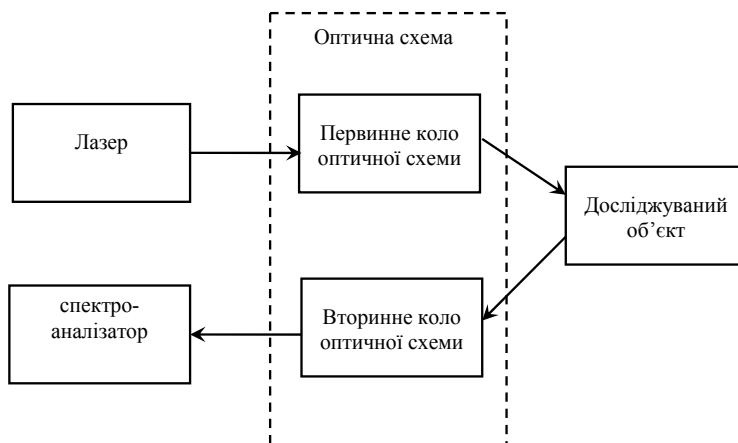 Оптична схема
Лазер
Первинне коло
оптичної схеми
Досліджуваний
об’єкт
спектро-
аналізатор
Вторинне коло
оптичної схеми